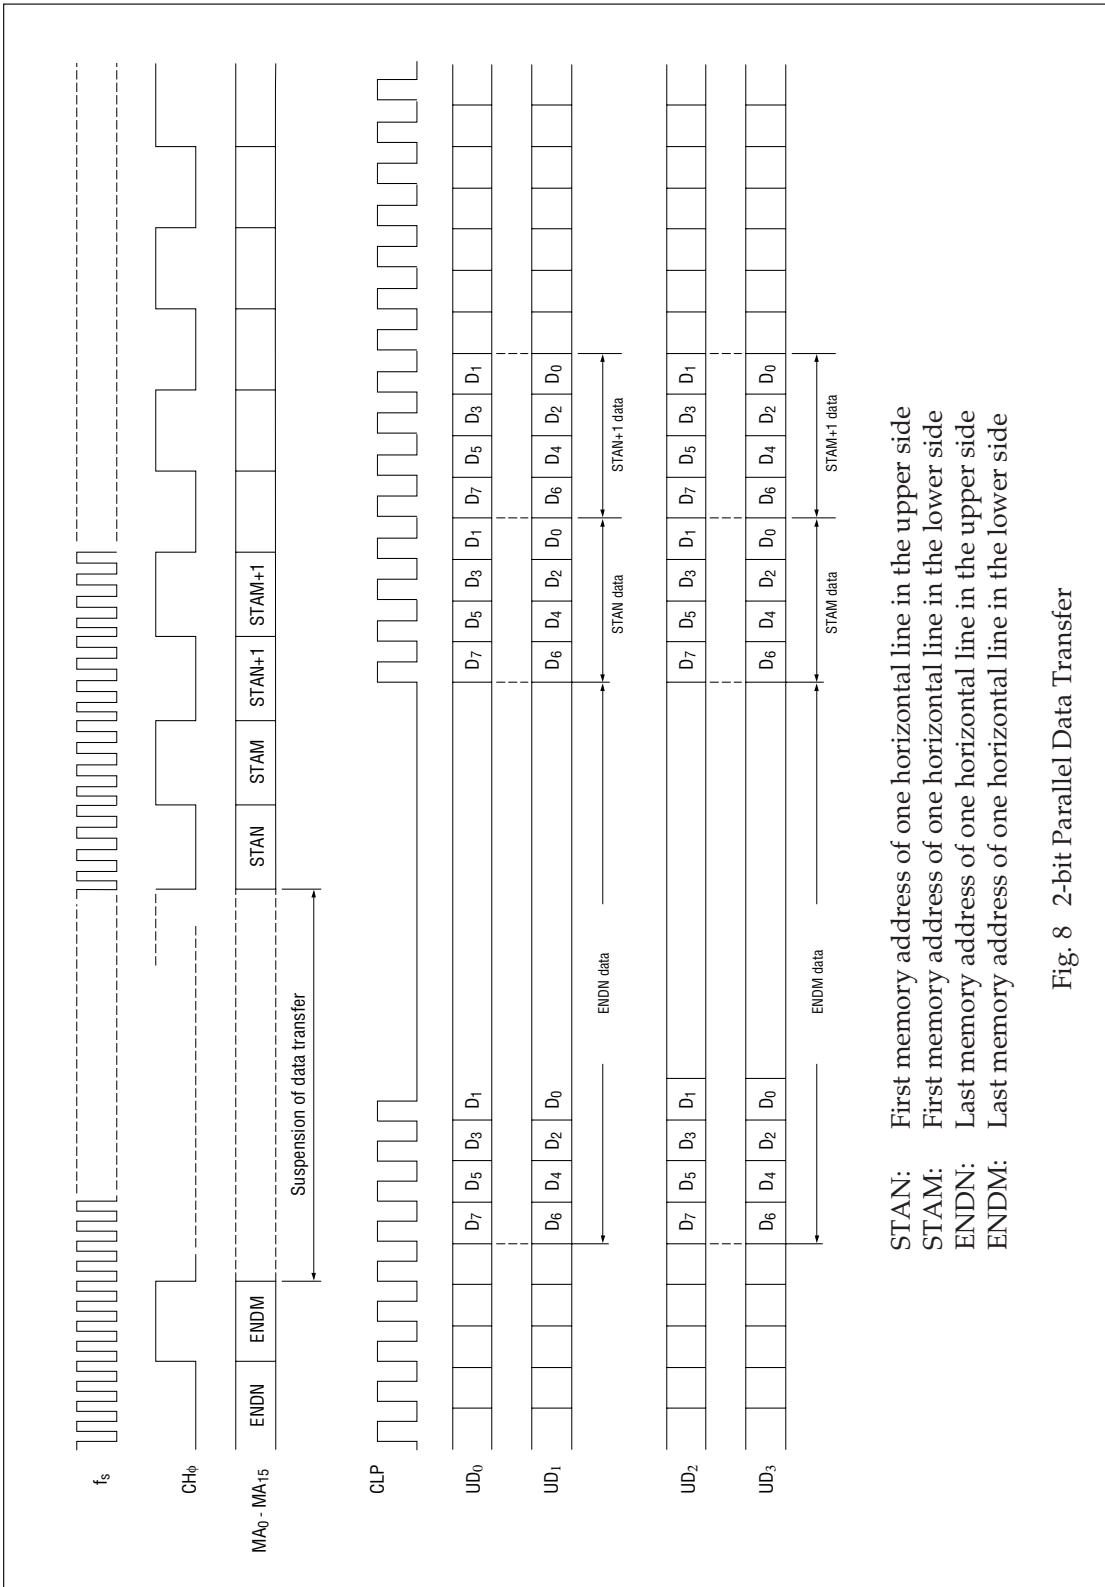 fs
CHϕ
MA0 - MA15
ENDN ENDM STAN STAM STAN+1 STAM+1
Suspension of data transfer
CLP
UD0 D7 D5 D3 D1 D7 D5 D3 D1 D7 D5 D3 D1
UD1 D6 D4 D2 D0 D6 D4 D2 D0 D6 D4 D2 D0
ENDN data STAN data STAN+1 data
UD2 D7 D5 D3 D1 D7 D5 D3 D1 D7 D5 D3 D1
UD3 D6 D4 D2 D0 D6 D4 D2 D0 D6 D4 D2 D0
ENDM data STAM data STAM+1 data
STAN: First memory address of one horizontal line in the upper side
STAM: First memory address of one horizontal line in the lower side
ENDN: Last memory address of one horizontal line in the upper side
ENDM: Last memory address of one horizontal line in the lower side
Fig. 8 2-bit Parallel Data Transfer